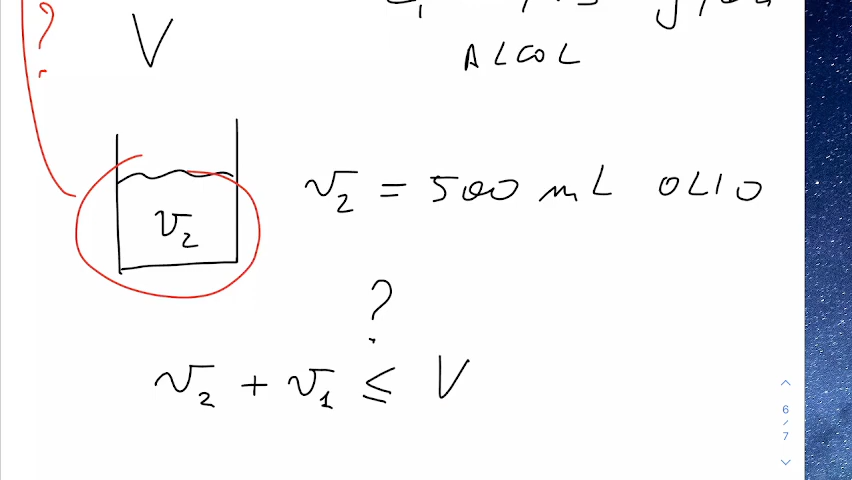 ?
V
ALCOL
v₂ = 500 mL OLIO
v₂
?
v₂ + v₁ ≤ V
6
/
7